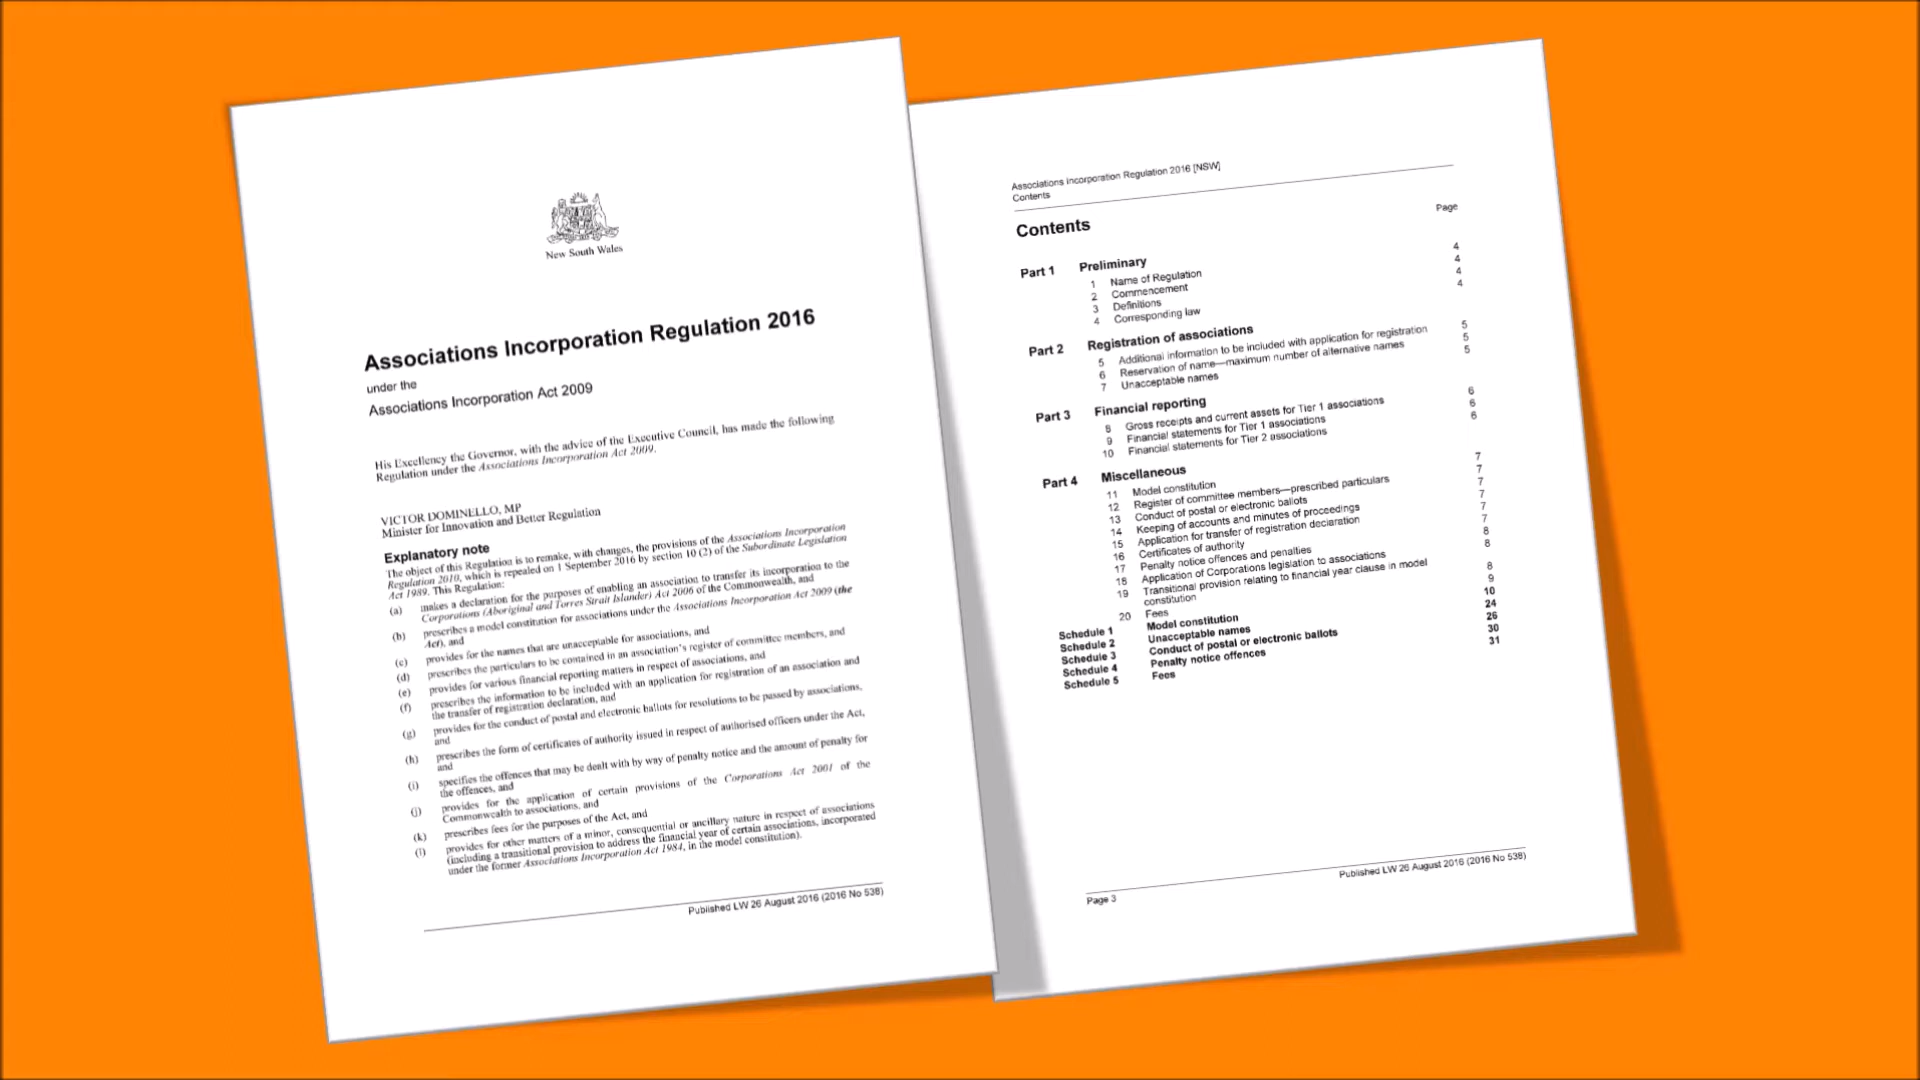 New South Wales
Associations Incorporation Regulation 2016
under the
Associations Incorporation Act 2009
His Excellency the Governor, with the advice of the Executive Council, has made the following
Regulation under the Associations Incorporation Act 2009.
VICTOR DOMINELLO, MP
Minister for Innovation and Better Regulation
Explanatory note
The object of this Regulation is to remake, with changes, the provisions of the Associations Incorporation
Regulation 2010, which is repealed on 1 September 2016 by section 10 (2) of the Subordinate Legislation
Act 1989. This Regulation:
(a) makes a declaration for the purposes of enabling an association to transfer its incorporation to the
Corporations (Aboriginal and Torres Strait Islander) Act 2006 of the Commonwealth, and
(b) prescribes a model constitution for associations under the Associations Incorporation Act 2009 (the
Act), and
(c) provides for the names that are unacceptable for associations, and
(d) prescribes the particulars to be contained in an association's register of committee members, and
(e) provides for various financial reporting matters in respect of associations, and
(f) prescribes the information to be included with an application for registration of an association and
the transfer of registration declaration, and
(g) provides for the conduct of postal and electronic ballots for resolutions to be passed by associations,
and
(h) prescribes the form of certificates of authority issued in respect of authorised officers under the Act,
and
(i) specifies the offences that may be dealt with by way of penalty notice and the amount of penalty for
the offences, and
(j) provides for the application of certain provisions of the Corporations Act 2001 of the
Commonwealth to associations, and
(k) prescribes fees for the purposes of the Act, and
(l) provides for other matters of a minor, consequential or ancillary nature in respect of associations
(including a transitional provision to address the financial year of certain associations, incorporated
under the former Associations Incorporation Act 1984, in the model constitution).
Published LW 26 August 2016 (2016 No 538)
Associations Incorporation Regulation 2016 [NSW]
Contents
Contents
Page
Part 1 Preliminary 4
1 Name of Regulation 4
2 Commencement 4
3 Definitions 4
4 Corresponding law
Part 2 Registration of associations
5 Additional information to be included with application for registration 5
6 Reservation of name—maximum number of alternative names 5
7 Unacceptable names 5
Part 3 Financial reporting
8 Gross receipts and current assets for Tier 1 associations 6
9 Financial statements for Tier 1 associations 6
10 Financial statements for Tier 2 associations 6
Part 4 Miscellaneous
11 Model constitution 7
12 Register of committee members—prescribed particulars 7
13 Conduct of postal or electronic ballots 7
14 Keeping of accounts and minutes of proceedings 7
15 Application for transfer of registration declaration 7
16 Certificates of authority 7
17 Penalty notice offences and penalties 8
18 Application of Corporations legislation to associations 8
19 Transitional provision relating to financial year clause in model
constitution 8
20 Fees 9
Schedule 1 Model constitution 10
Schedule 2 Unacceptable names 24
Schedule 3 Conduct of postal or electronic ballots 26
Schedule 4 Penalty notice offences 30
Schedule 5 Fees 31
Page 3
Published LW 26 August 2016 (2016 No 538)